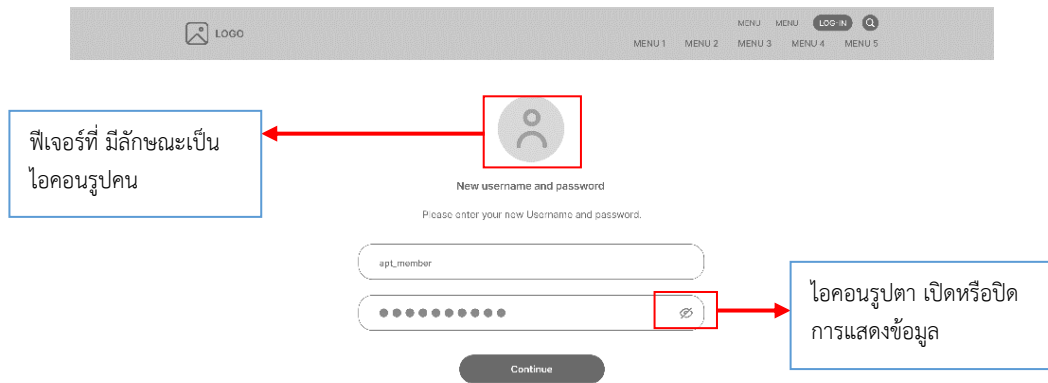 LOGO
MENU MENU LOG-IN
MENU 1 MENU 2 MENU 3 MENU 4 MENU 5
ฟีเจอร์ที่ มีลักษณะเป็น
ไอคอนรูปคน
New username and password
Please enter your new Username and password.
apt_member
ไอคอนรูปตา เปิดหรือปิด
การแสดงข้อมูล
Continue